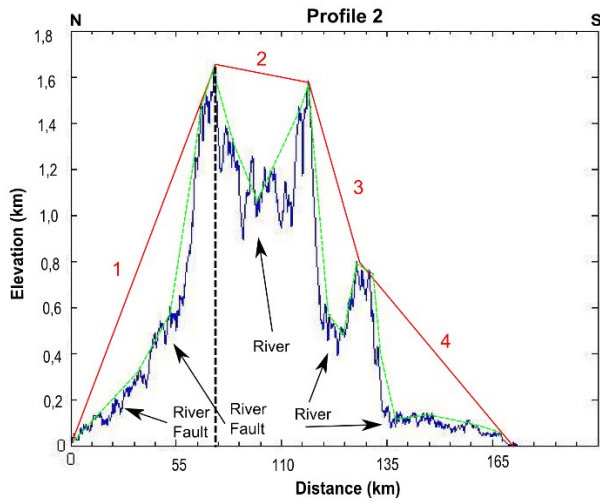 Profile 2
N
S
1,8
1,6
1,4
1,2
1,0
0,8
0,6
0,4
0,2
0
Elevation (km)
1
2
3
4
River
River
Fault
River
Fault
River
0
55
110
135
165
Distance (km)